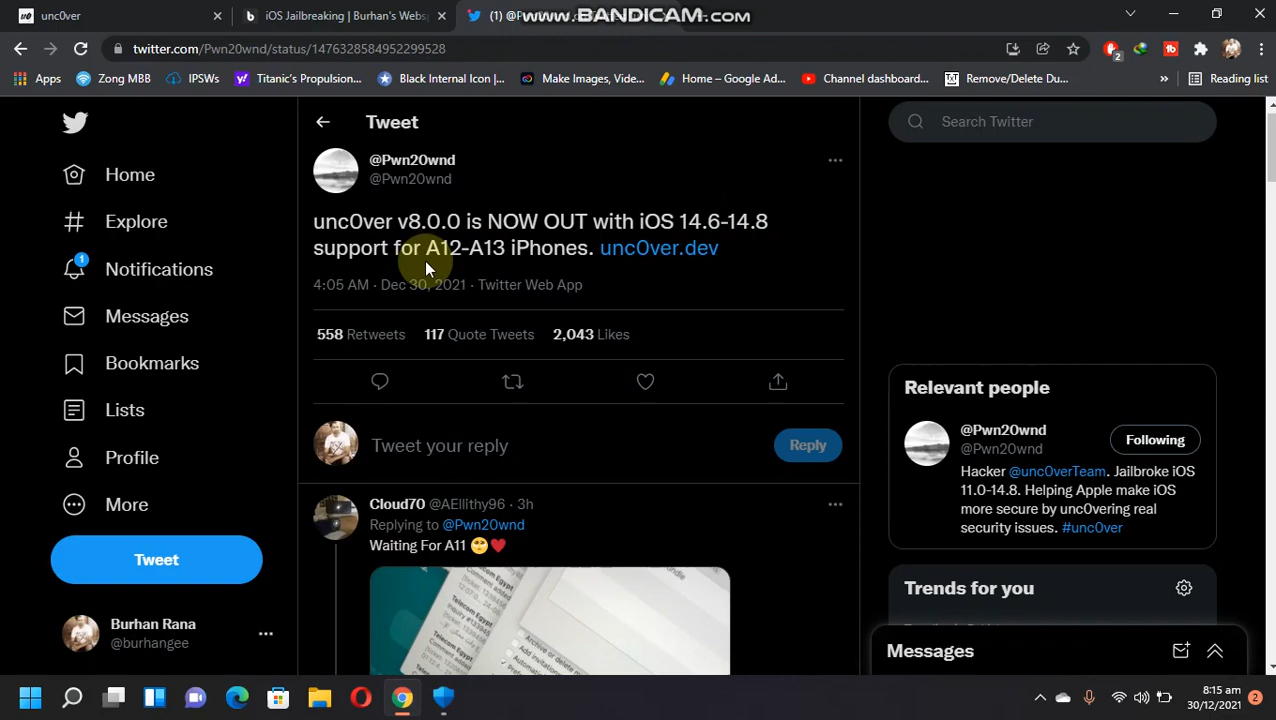 unc0ver
iOS Jailbreaking | Burhan's Webs
(1) @P
www.BANDICAM.com
twitter.com/Pwn20wnd/status/1476328584952299528
2
Apps
Zong MBB
IPSWs
Titanic's Propulsion...
Black Internal Icon |...
Make Images, Vide...
Home – Google Ad...
Channel dashboard...
Remove/Delete Du...
»
Reading list
Home
Explore
1
Notifications
Messages
Bookmarks
Lists
Profile
More
Tweet
Burhan Rana
@burhangee
Tweet
@Pwn20wnd
@Pwn20wnd
unc0ver v8.0.0 is NOW OUT with iOS 14.6-14.8
support for A12-A13 iPhones. unc0ver.dev
4:05 AM · Dec 30, 2021 · Twitter Web App
558 Retweets 117 Quote Tweets 2,043 Likes
Tweet your reply
Reply
Cloud70 @AEllithy96 · 3h
Replying to @Pwn20wnd
Waiting For A11
Search Twitter
Relevant people
@Pwn20wnd
@Pwn20wnd
Following
Hacker @unc0verTeam. Jailbroke iOS
11.0-14.8. Helping Apple make iOS
more secure by unc0vering real
security issues. #unc0ver
Trends for you
Messages
8:15 am
30/12/2021
2